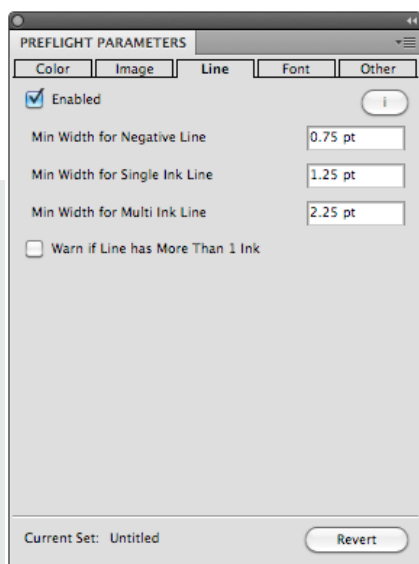 PREFLIGHT PARAMETERS
Color Image Line Font Other
Enabled i
Min Width for Negative Line 0.75 pt
Min Width for Single Ink Line 1.25 pt
Min Width for Multi Ink Line 2.25 pt
Warn if Line has More Than 1 Ink
Current Set: Untitled Revert